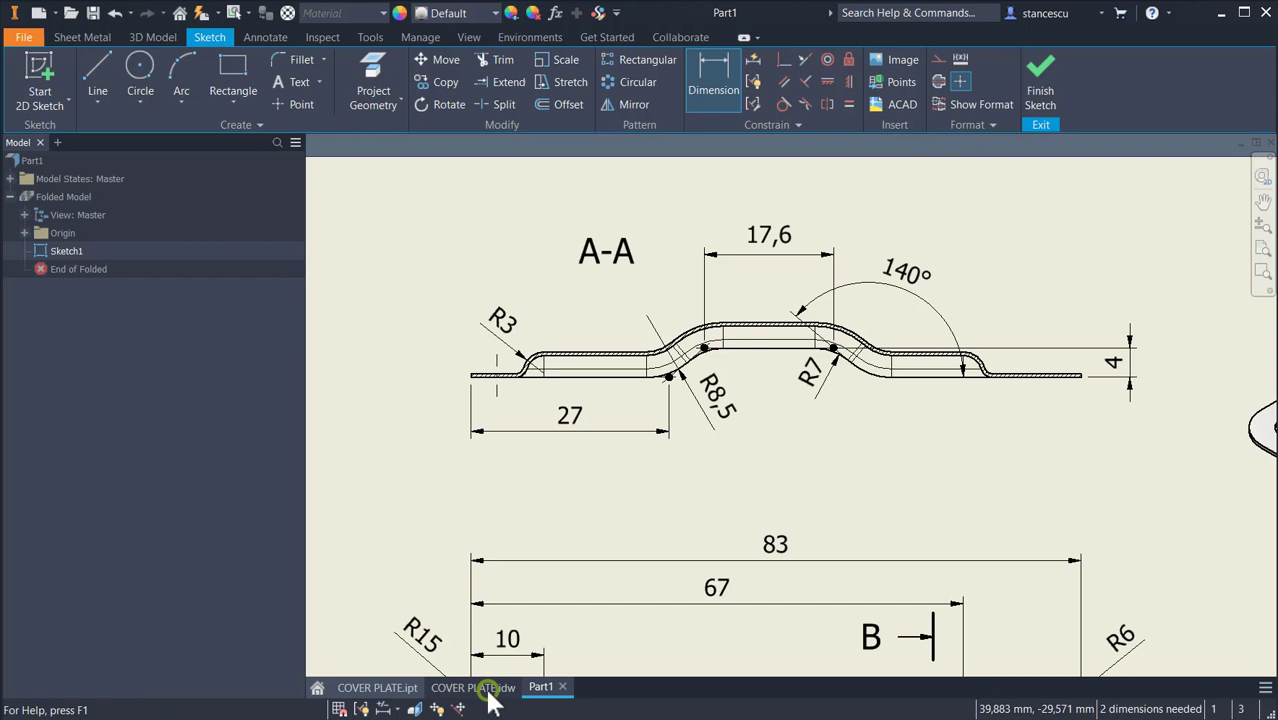 Material
Default
Part1
Search Help & Commands...
stancescu
File
Sheet Metal
3D Model
Sketch
Annotate
Inspect
Tools
Manage
View
Environments
Get Started
Collaborate
Start
2D Sketch
Line
Circle
Arc
Rectangle
Fillet
Text
Point
Project
Geometry
Move
Copy
Rotate
Trim
Extend
Split
Scale
Stretch
Offset
Rectangular
Circular
Mirror
Dimension
Image
Points
ACAD
Show Format
Finish
Sketch
Sketch
Create
Modify
Pattern
Constrain
Insert
Format
Exit
Model
Part1
Model States: Master
Folded Model
View: Master
Origin
Sketch1
End of Folded
A-A
17,6
140°
R3
R8,5
R7
4
27
83
67
R15
10
B
R6
COVER PLATE.ipt
COVER PLATE.idw
Part1
For Help, press F1
39,883 mm, -29,571 mm
2 dimensions needed
1
3